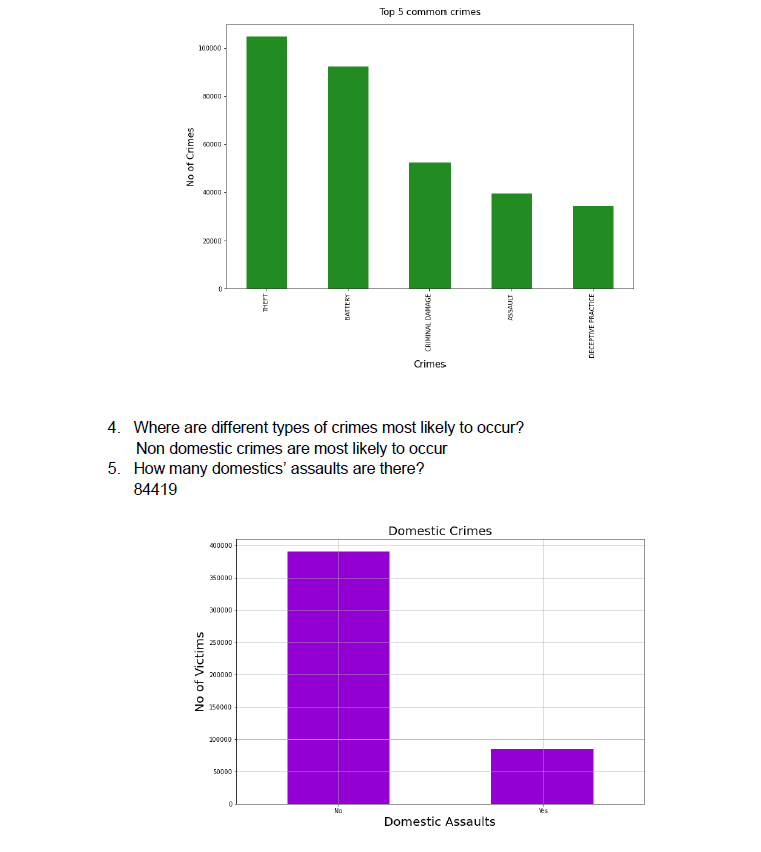 Top 5 common crimes
100000
80000
60000
40000
20000
0
No of Crimes
THEFT
BATTERY
CRIMINAL DAMAGE
ASSAULT
DECEPTIVE PRACTICE
Crimes
4. Where are different types of crimes most likely to occur?
Non domestic crimes are most likely to occur
5. How many domestics’ assaults are there?
84419
Domestic Crimes
400000
350000
300000
250000
200000
150000
100000
50000
0
No of Victims
No
Yes
Domestic Assaults